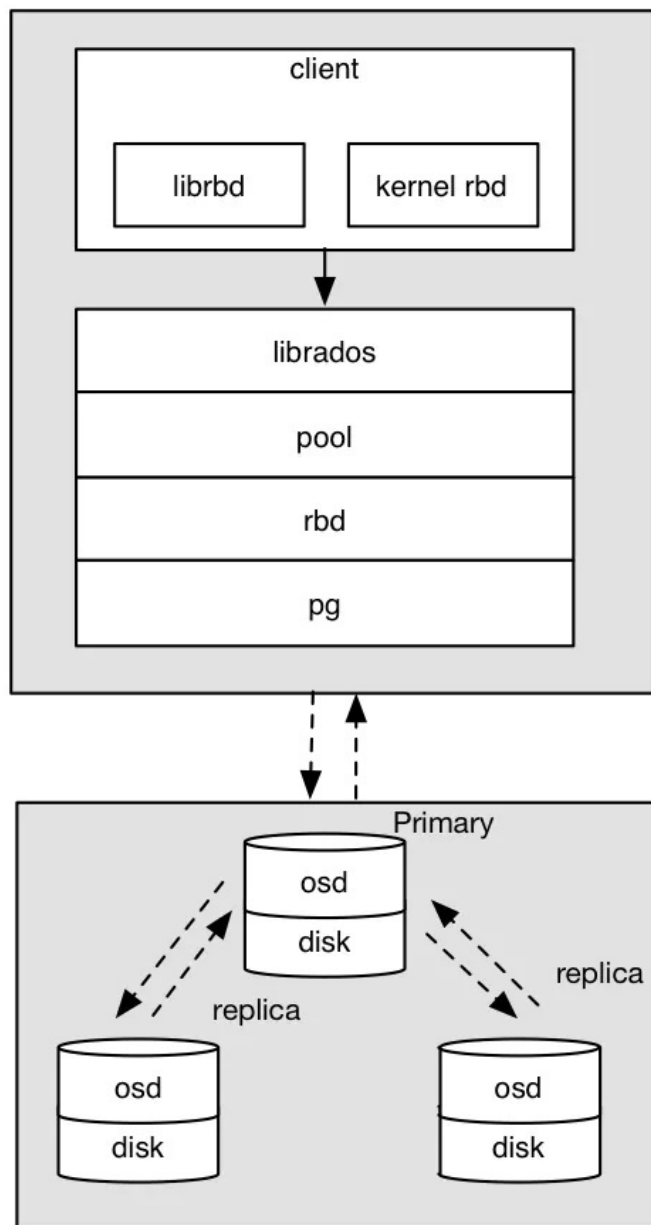 client
librbd
kernel rbd
librados
pool
rbd
pg
Primary
osd
disk
replica
replica
osd
disk
osd
disk